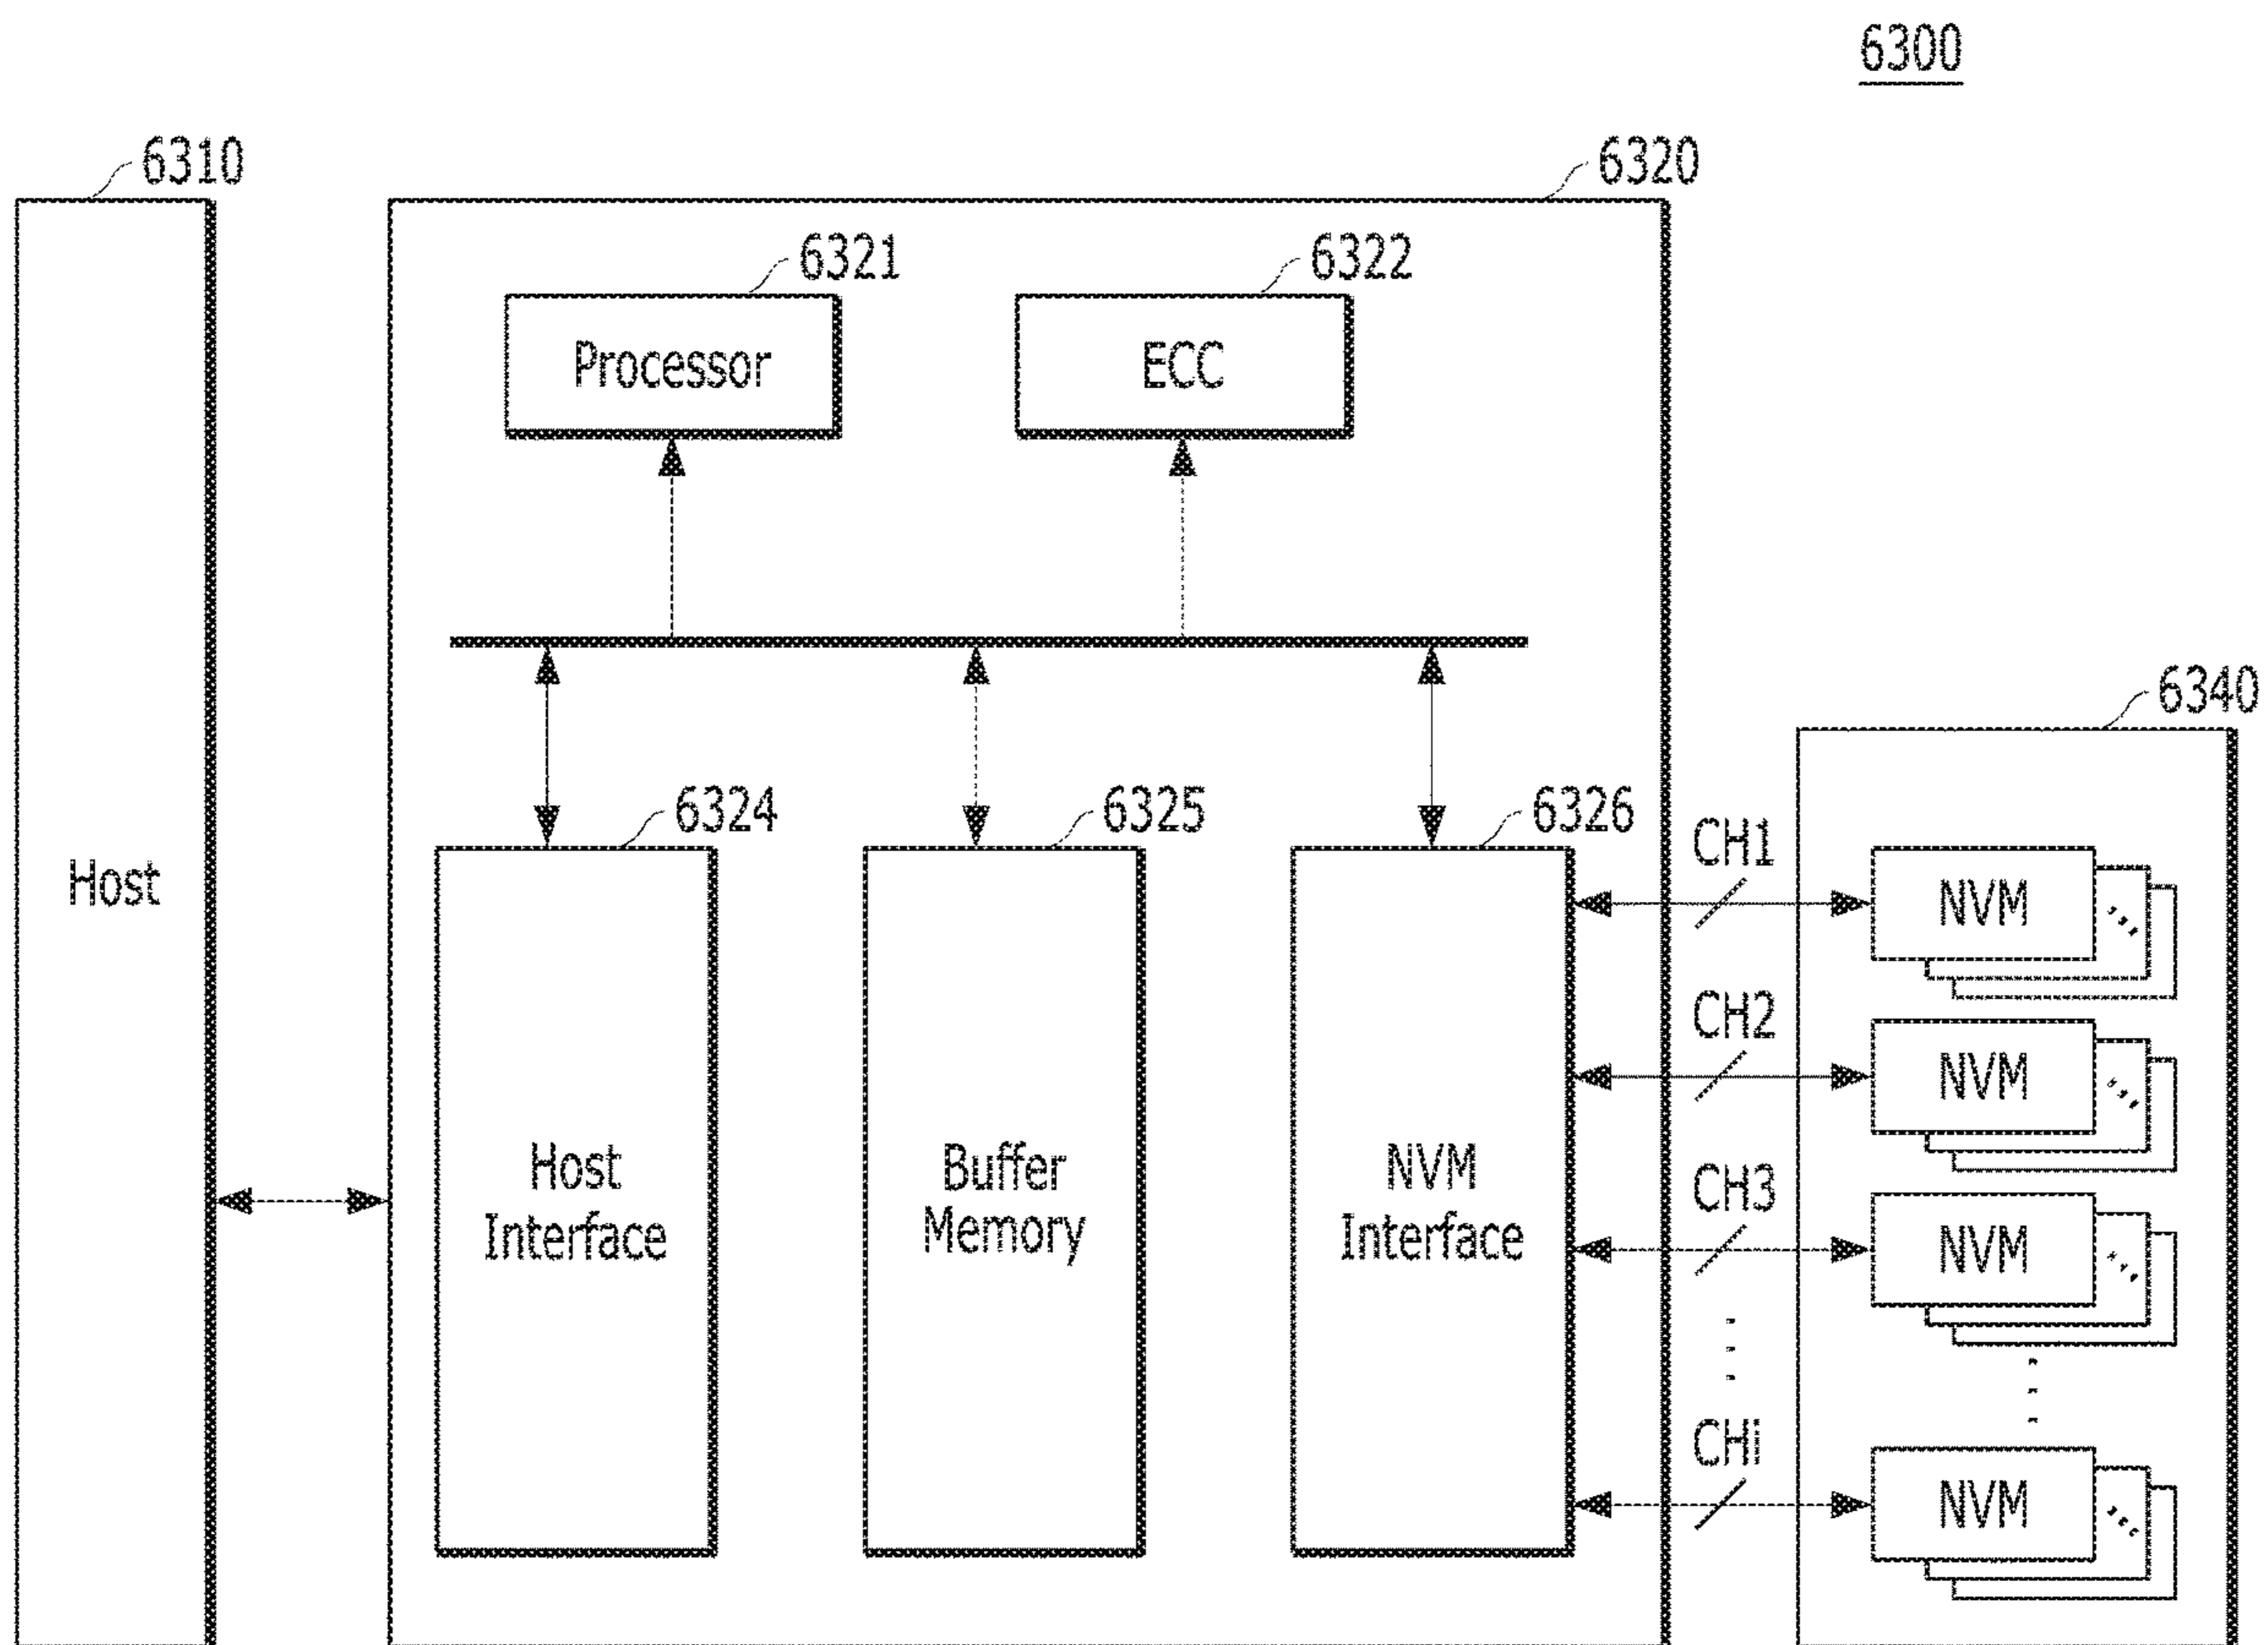 6300
6310
6320
6321
6322
Processor
ECC
6340
6324
6325
6326
CH1
Host
NVM
CH2
NVM
Host
Interface
Buffer
Memory
NVM
Interface
CH3
NVM
CHi
NVM